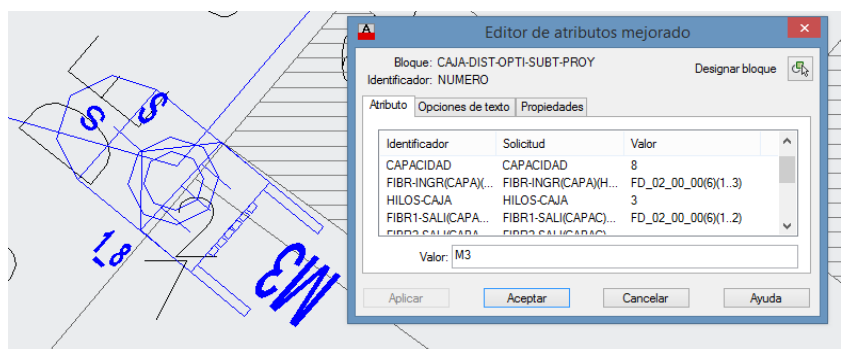 Editor de atributos mejorado
Bloque: CAJA-DIST-OPTI-SUBT-PROY
Identificador: NUMERO
Designar bloque
Atributo Opciones de texto Propiedades
Identificador Solicitud Valor
CAPACIDAD CAPACIDAD 8
FIBR-INGR(CAPA)(... FIBR-INGR(CAPA)(H... FD_02_00_00(6)(1..3)
HILOS-CAJA HILOS-CAJA 3
FIBR1-SALI(CAPA... FIBR1-SALI(CAPAC)... FD_02_00_00(6)(1..2)
Valor: M3
Aplicar Aceptar Cancelar Ayuda
S S
1_8
2
M3